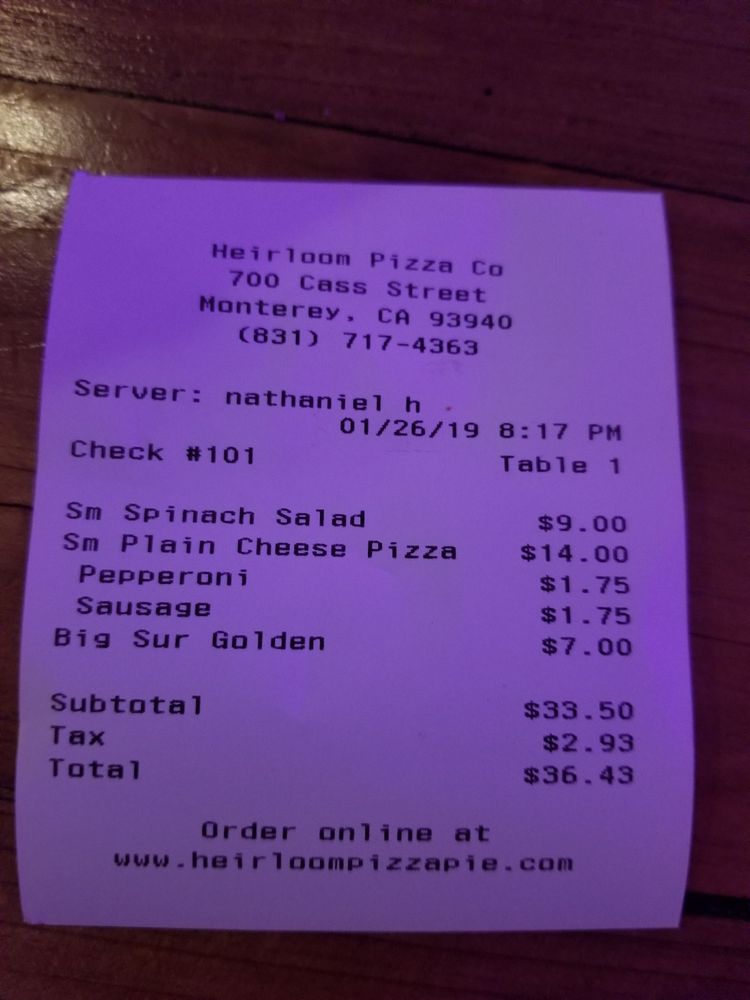 Heirloom Pizza Co
700 Cass Street
Monterey, CA 93940
(831) 717-4363
Server: nathaniel h
01/26/19 8:17 PM
Check #101 Table 1
Sm Spinach Salad $9.00
Sm Plain Cheese Pizza $14.00
Pepperoni $1.75
Sausage $1.75
Big Sur Golden $7.00
Subtotal $33.50
Tax $2.93
Total $36.43
Order online at
www.heirloompizzapie.com